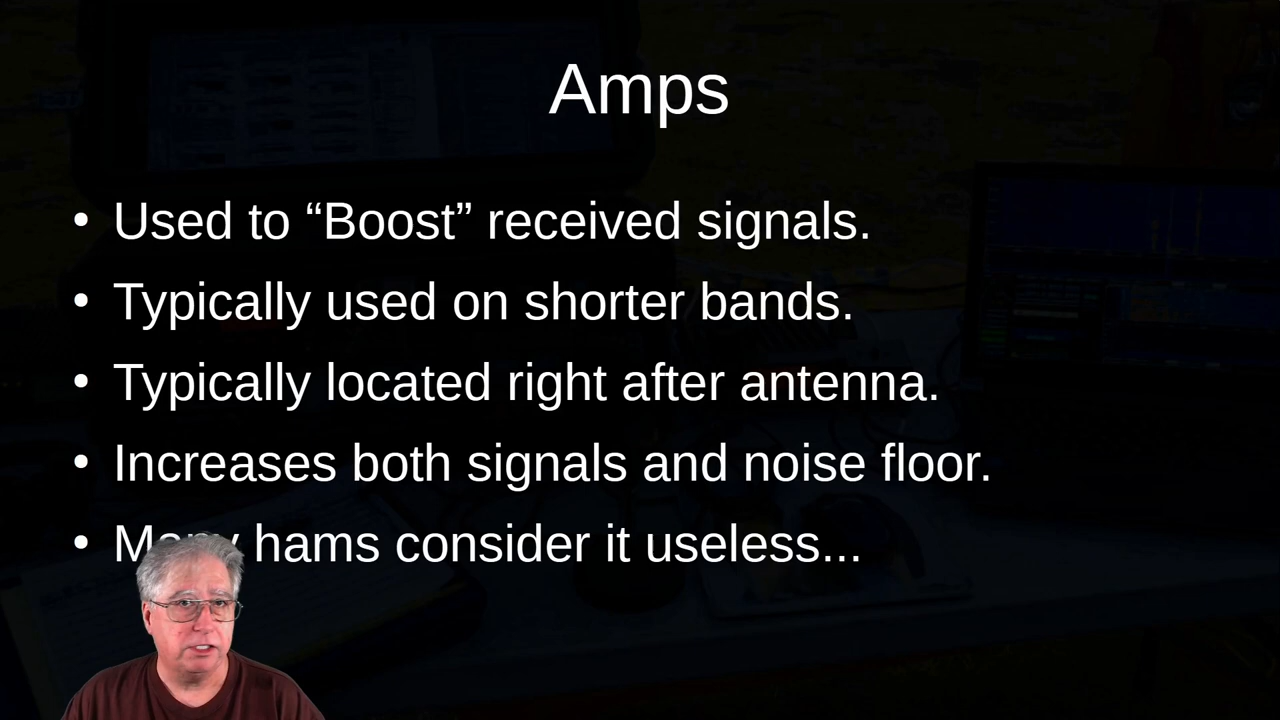 Amps
• Used to “Boost” received signals.
• Typically used on shorter bands.
• Typically located right after antenna.
• Increases both signals and noise floor.
• Many hams consider it useless...